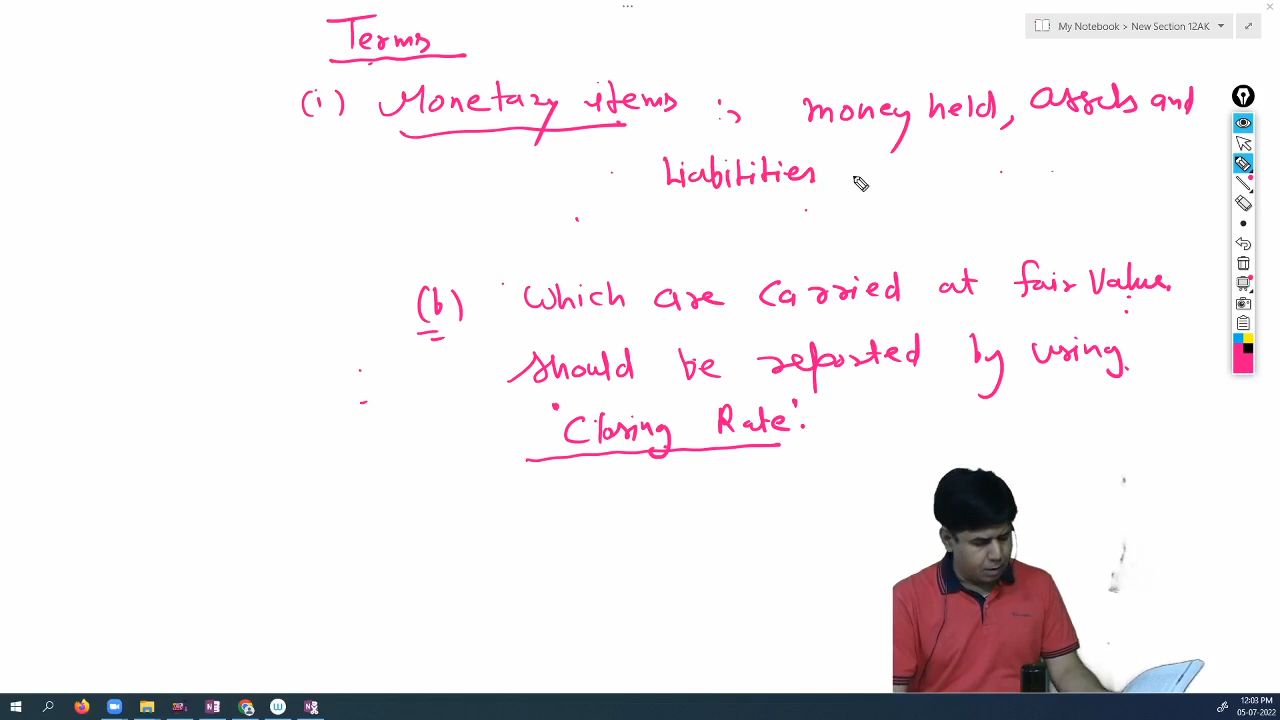 My Notebook > New Section 12AK
Terms
(i) Monetary items :, money held, assets and
Liabilities
(b) which are carried at fair value.
should be reported by using.
'Closing Rate'.
12:03 PM
05-07-2022